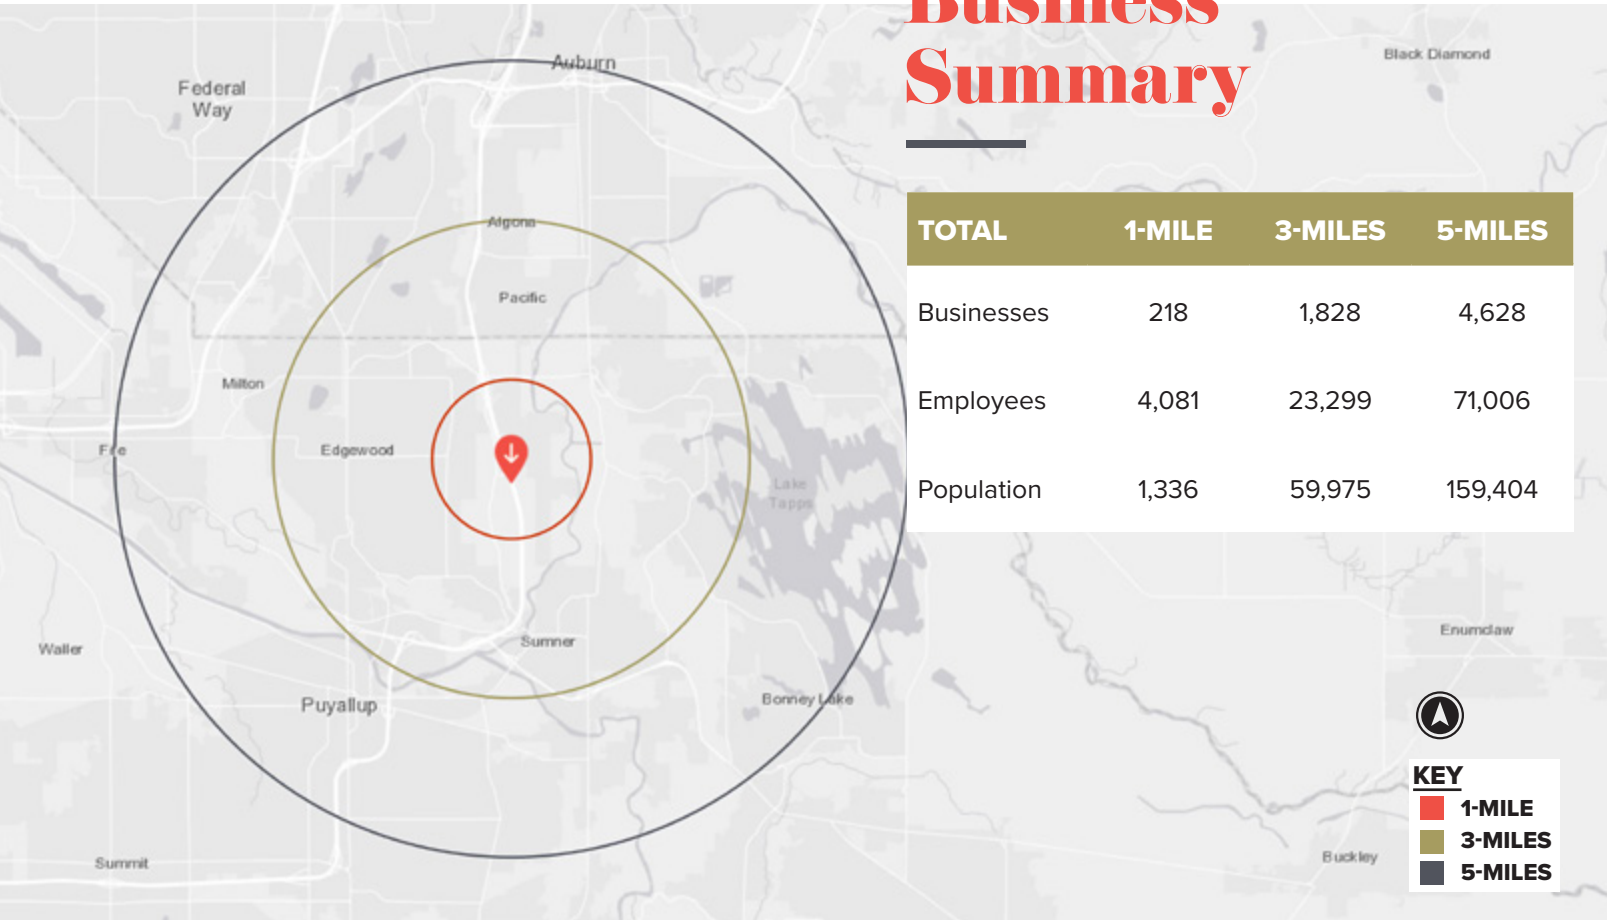 Business
Summary
TOTAL 1-MILE 3-MILES 5-MILES
Businesses 218 1,828 4,628
Employees 4,081 23,299 71,006
Population 1,336 59,975 159,404
Auburn
Black Diamond
Federal
Way
Algona
Pacific
Milton
Fife
Edgewood
Lake
Tapps
Sumner
Waller
Enumclaw
Puyallup
Bonney Lake
Summit
Buckley
KEY
1-MILE
3-MILES
5-MILES